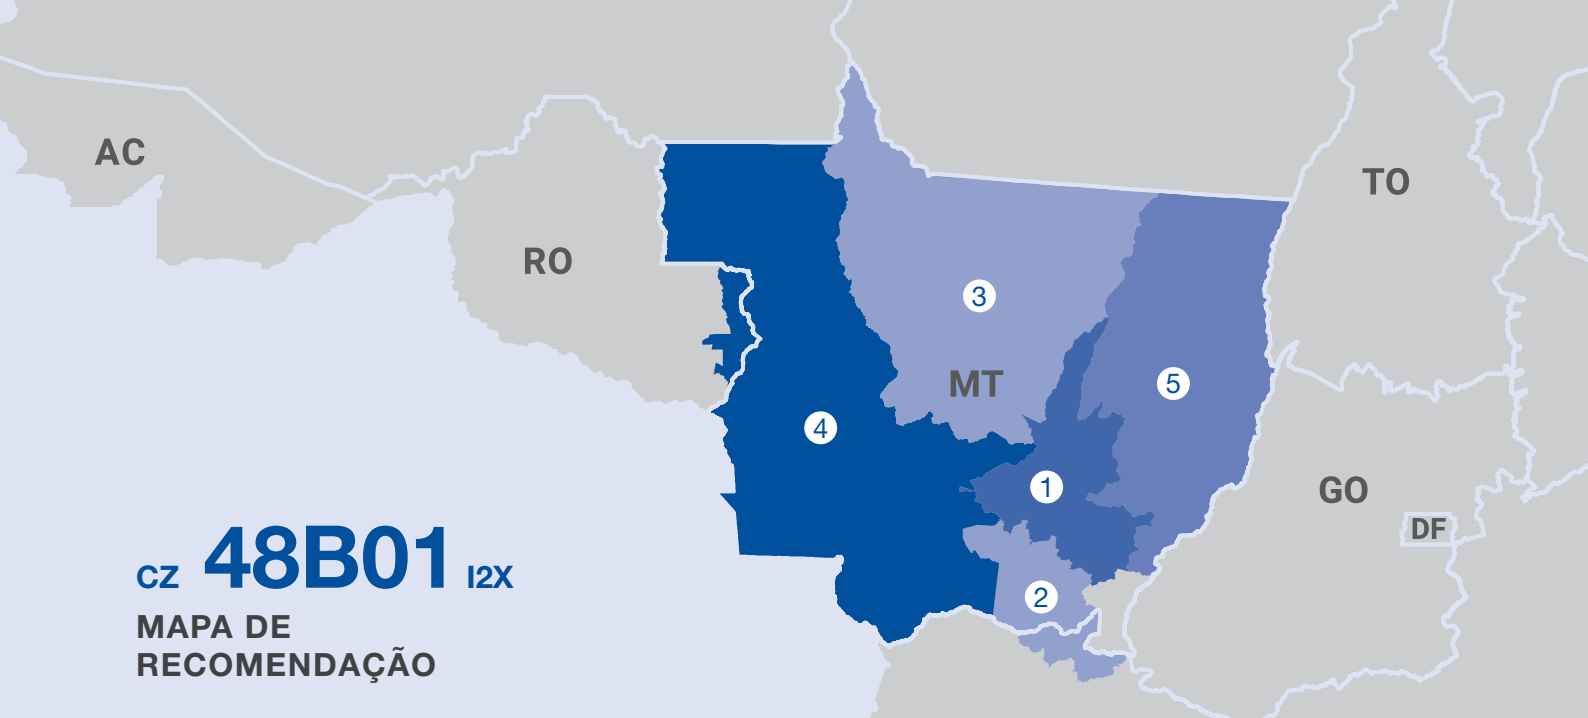 AC
RO
TO
3
MT
5
4
1
GO
DF
2
CZ 48B01 I2X
MAPA DE
RECOMENDAÇÃO